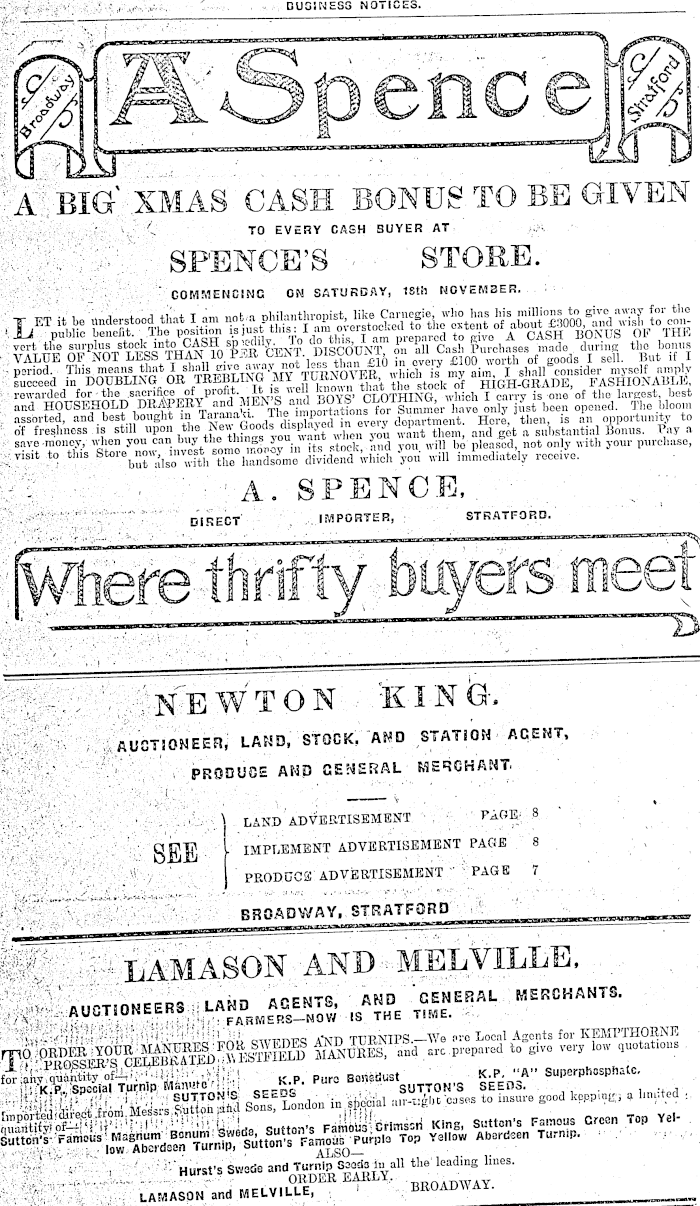 BUSINESS NOTICES.
Broadway
A Spence
Stratford
A BIG XMAS CASH BONUS TO BE GIVEN
TO EVERY CASH BUYER AT
SPENCE'S STORE.
COMMENCING ON SATURDAY, 18th NOVEMBER.
LET it be understood that I am not a philanthropist, like Carnegie, who has his millions to give away for the
public benefit. The position is just this: I am overstocked to the extent of about £3000, and wish to con-
vert the surplus stock into CASH speedily. To do this, I am prepared to give A CASH BONUS OF THE
VALUE OF NOT LESS THAN 10 PER CENT. DISCOUNT, on all Cash Purchases made during the bonus
period. This means that I shall give away not less than £10 in every £100 worth of goods I sell. But if I
succeed in DOUBLING OR TREBLING MY TURNOVER, which is my aim, I shall consider myself amply
rewarded for the sacrifice of profit. It is well known that the stock of HIGH-GRADE, FASHIONABLE,
and HOUSEHOLD DRAPERY and MEN'S and BOYS' CLOTHING, which I carry is one of the largest, best
assorted, and best bought in Tarana'ti. The importations for Summer have only just been opened. The bloom
of freshness is still upon the New Goods displayed in every department. Here, then, is an opportunity to
save money, when you can buy the things you want when you want them, and get a substantial Bonus. Pay a
visit to this Store now, invest some money in its stock, and you will be pleased, not only with your purchase,
but also with the handsome dividend which you will immediately receive.
A. SPENCE,
DIRECT IMPORTER, STRATFORD.
Where thrifty buyers meet
NEWTON KING.
AUCTIONEER, LAND, STOCK, AND STATION AGENT,
PRODUCE AND GENERAL MERCHANT.
SEE
LAND ADVERTISEMENT PAGE 8
IMPLEMENT ADVERTISEMENT PAGE 8
PRODUCE ADVERTISEMENT PAGE 7
BROADWAY, STRATFORD
LAMASON AND MELVILLE,
AUCTIONEERS LAND AGENTS, AND GENERAL MERCHANTS.
FARMERS—NOW IS THE TIME.
TO ORDER YOUR MANURES FOR SWEDES AND TURNIPS.—We are Local Agents for KEMPTHORNE
PROSSER'S CELEBRATED WESTFIELD MANURES, and are prepared to give very low quotations
for any quantity of—
K.P. Special Turnip Manure K.P. Pure Bonedust K.P. "A" Superphosphate.
SUTTON'S SEEDS SUTTON'S SEEDS.
Imported direct from Messrs Sutton and Sons, London in special air-tight cases to insure good kepping, a limited
quantity of—
Sutton's Famous Magnum Bonum Swede, Sutton's Famous Crimson King, Sutton's Famous Green Top Yel-
low Aberdeen Turnip, Sutton's Famous Purple Top Yellow Aberdeen Turnip.
ALSO—
Hurst's Swede and Turnip Seeds in all the leading lines.
ORDER EARLY.
LAMASON and MELVILLE, BROADWAY.